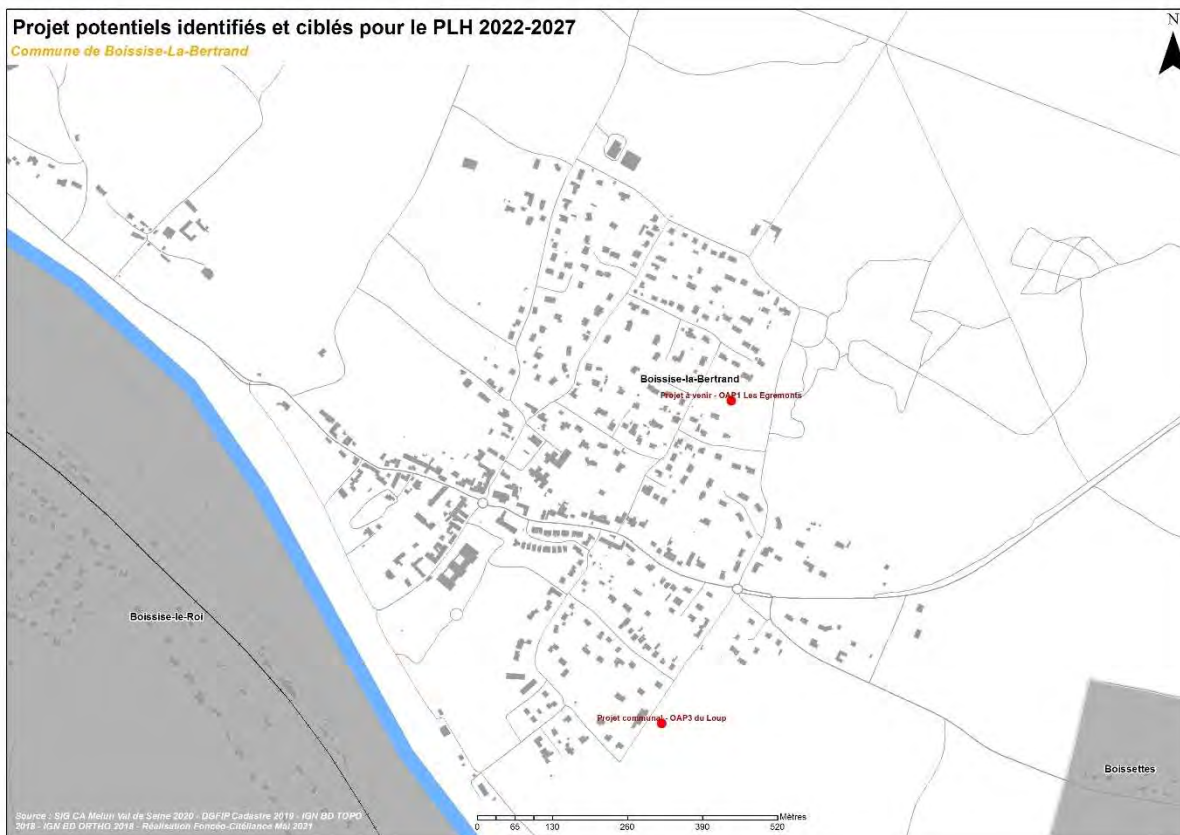 Projet potentiels identifiés et ciblés pour le PLH 2022-2027
Commune de Boissise-La-Bertrand
N
Boissise-la-Bertrand
Projet à venir - OAP1 Les Egremonts
Boissise-le-Roi
Projet communal - OAP3 du Loup
Boissettes
Source : SIG CA Melun Val de Seine 2020 - DGFIP Cadastre 2019 - IGN BD TOPO
2018 - IGN BD ORTHO 2018 - Réalisation Foncéo-Citéliance Mai 2021
Mètres
0 65 130 260 390 520